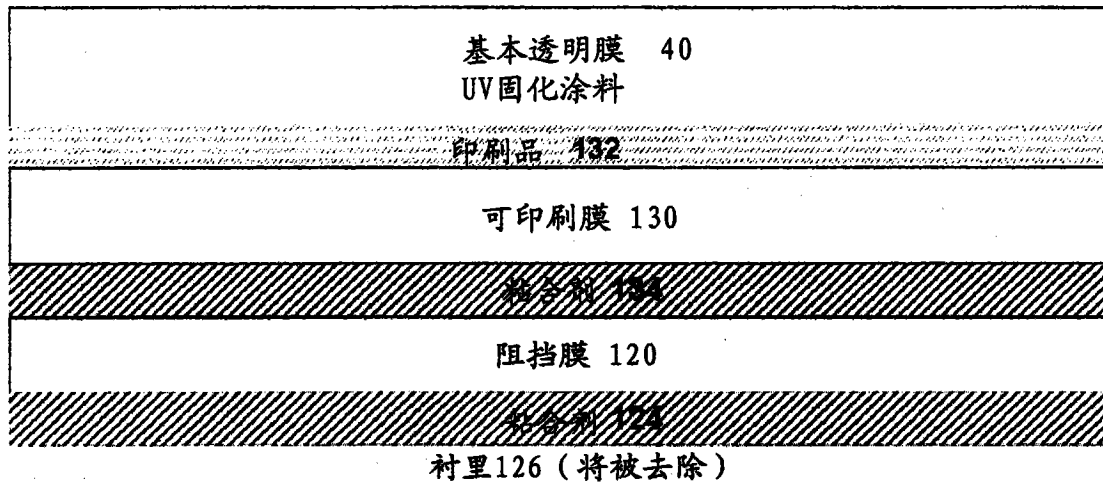 基本透明膜 40
UV固化涂料
印刷品 132
可印刷膜 130
粘合剂 134
阻挡膜 120
粘合剂 124
衬里126（将被去除）